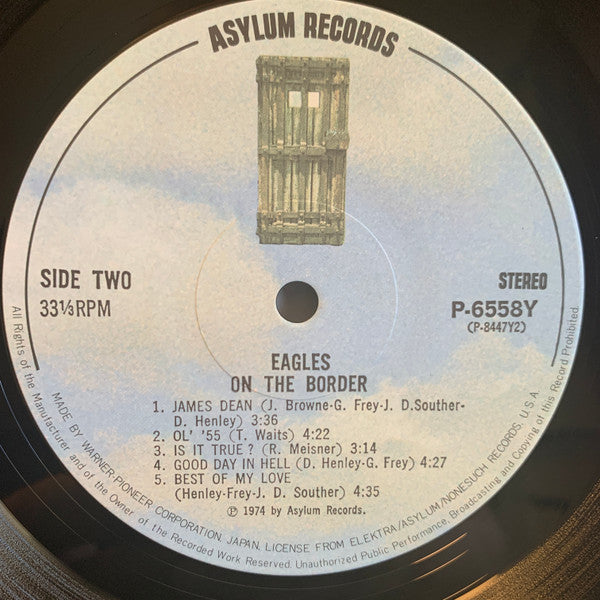 ASYLUM RECORDS
SIDE TWO
33⅓RPM
STEREO
P-6558Y
(P-8447Y2)
EAGLES
ON THE BORDER
1. JAMES DEAN (J. Browne-G. Frey-J. D.Souther-
D. Henley) 3:36
2. OL' '55 (T. Waits) 4:22
3. IS IT TRUE? (R. Meisner) 3:14
4. GOOD DAY IN HELL (D. Henley-G. Frey) 4:27
5. BEST OF MY LOVE
(Henley-Frey-J. D. Souther) 4:35
Ⓟ 1974 by Asylum Records.
MADE BY WARNER-PIONEER CORPORATION, JAPAN, LICENSE FROM ELEKTRA/ASYLUM/NONESUCH RECORDS, U.S.A.
All Rights of the Manufacturer and of the Owner of the Recorded Work Reserved. Unauthorized Public Performance, Broadcasting and Copying of this Record Prohibited.